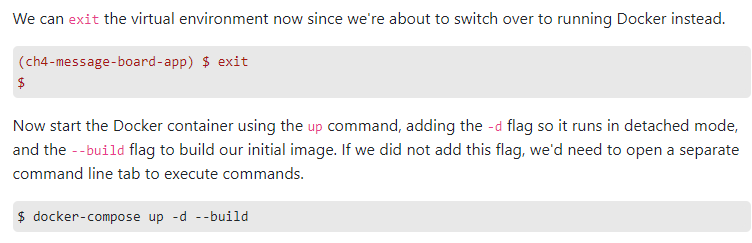 We can exit the virtual environment now since we're about to switch over to running Docker instead.
(ch4-message-board-app) $ exit
$
Now start the Docker container using the up command, adding the -d flag so it runs in detached mode,
and the --build flag to build our initial image. If we did not add this flag, we'd need to open a separate
command line tab to execute commands.
$ docker-compose up -d --build